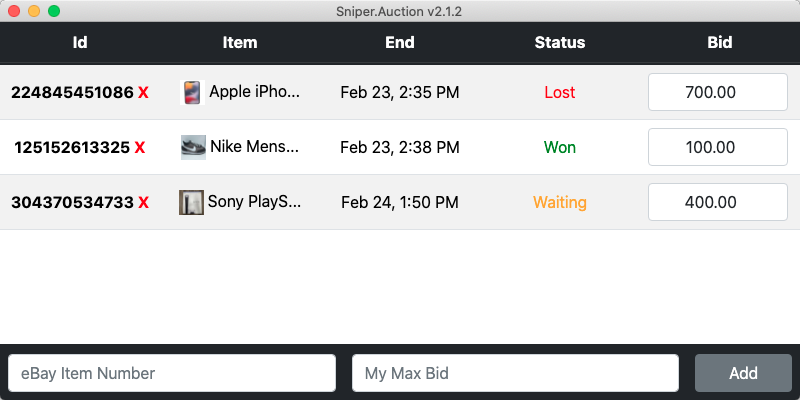 Sniper.Auction v2.1.2
Id Item End Status Bid
224845451086 X Apple iPho... Feb 23, 2:35 PM Lost 700.00
125152613325 X Nike Mens... Feb 23, 2:38 PM Won 100.00
304370534733 X Sony PlayS... Feb 24, 1:50 PM Waiting 400.00
eBay Item Number My Max Bid Add